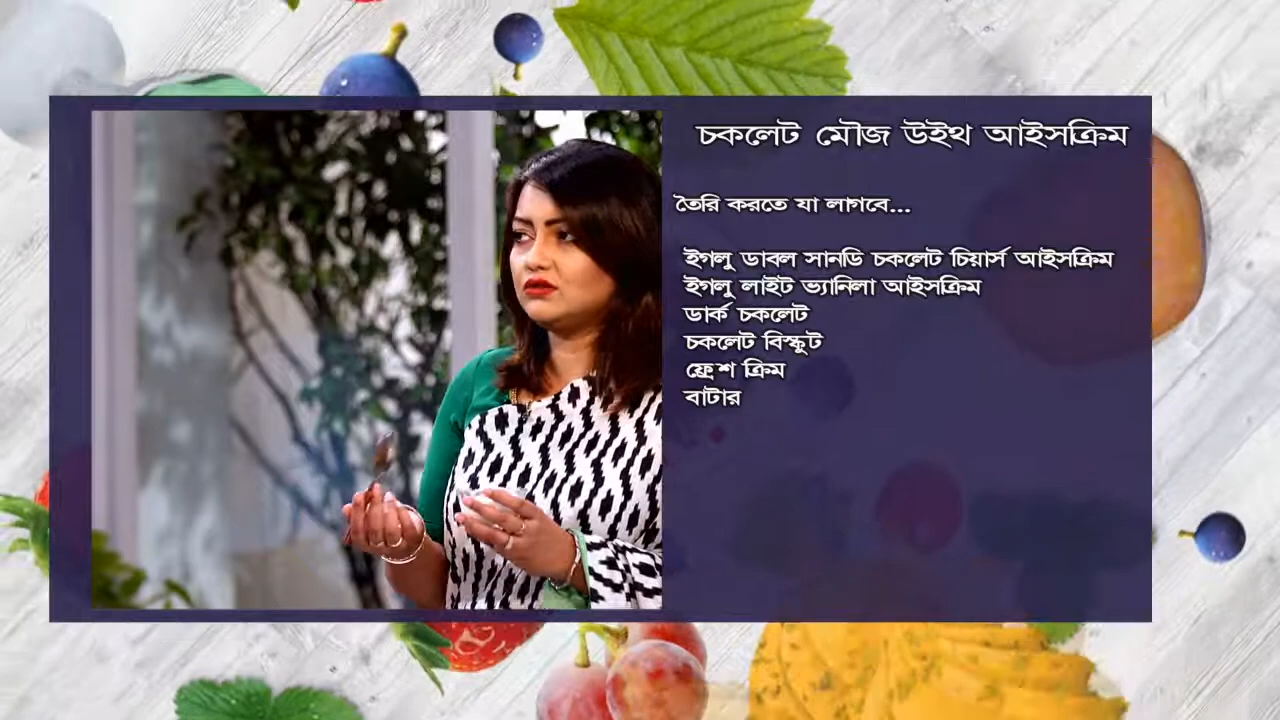 চকলেট মৌজ উইথ আইসক্রিম
তৈরি করতে যা লাগবে...
ইগলু ডাবল সানডি চকলেট চিয়ার্স আইসক্রিম
ইগলু লাইট ভ্যানিলা আইসক্রিম
ডার্ক চকলেট
চকলেট বিস্কুট
ফ্রেশ ক্রিম
বাটার